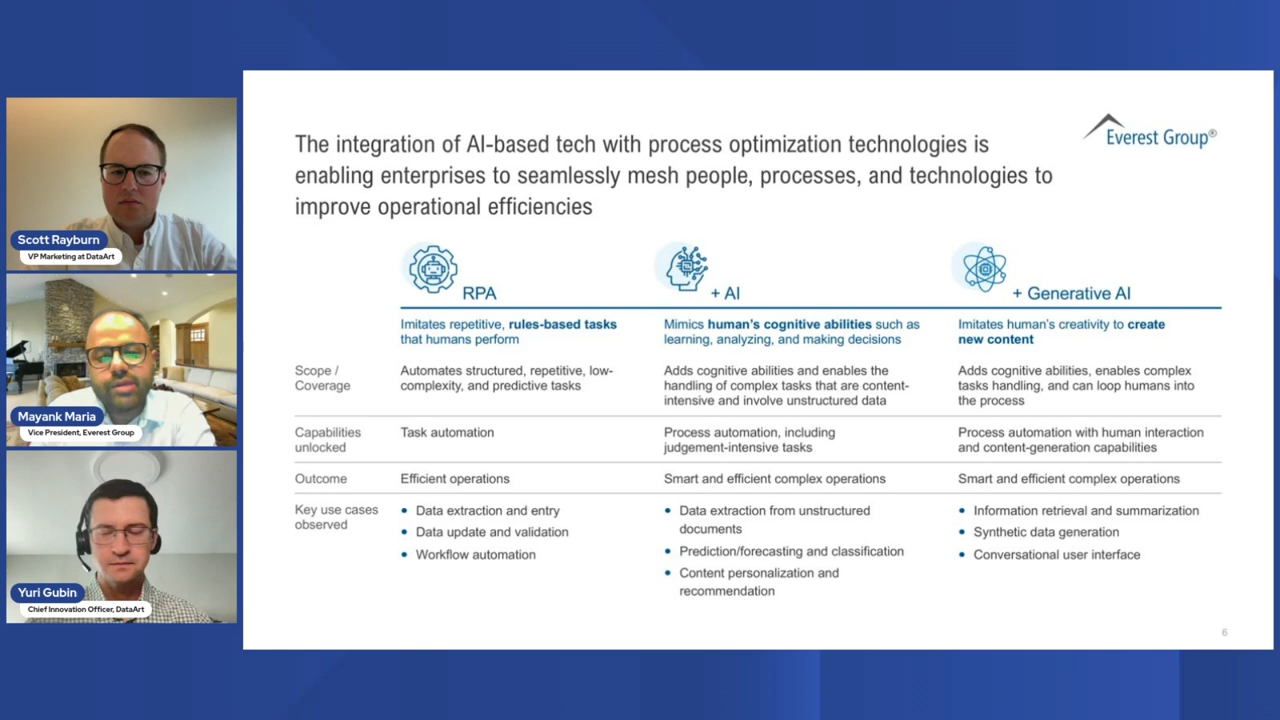 Scott Rayburn
VP Marketing at DataArt
Mayank Maria
Vice President, Everest Group
Yuri Gubin
Chief Innovation Officer, DataArt
Everest Group®
The integration of AI-based tech with process optimization technologies is
enabling enterprises to seamlessly mesh people, processes, and technologies to
improve operational efficiencies
RPA
+ AI
+ Generative AI
Imitates repetitive, rules-based tasks
that humans perform
Mimics human's cognitive abilities such as
learning, analyzing, and making decisions
Imitates human's creativity to create
new content
Scope /
Coverage
Automates structured, repetitive, low-
complexity, and predictive tasks
Adds cognitive abilities and enables the
handling of complex tasks that are content-
intensive and involve unstructured data
Adds cognitive abilities, enables complex
tasks handling, and can loop humans into
the process
Capabilities
unlocked
Task automation
Process automation, including
judgement-intensive tasks
Process automation with human interaction
and content-generation capabilities
Outcome
Efficient operations
Smart and efficient complex operations
Smart and efficient complex operations
Key use cases
observed
• Data extraction and entry
• Data update and validation
• Workflow automation
• Data extraction from unstructured
documents
• Prediction/forecasting and classification
• Content personalization and
recommendation
• Information retrieval and summarization
• Synthetic data generation
• Conversational user interface
6